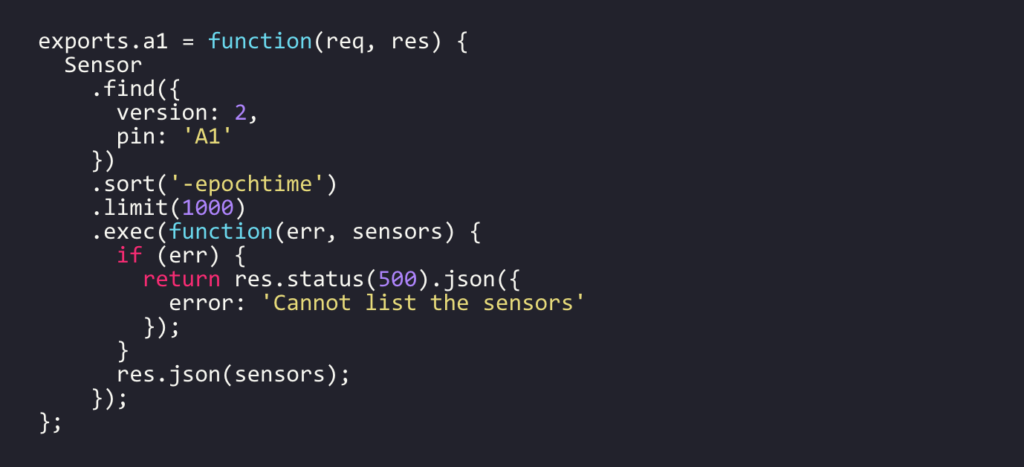 exports.a1 = function(req, res) {
  Sensor
    .find({
      version: 2,
      pin: 'A1'
    })
    .sort('-epochtime')
    .limit(1000)
    .exec(function(err, sensors) {
      if (err) {
        return res.status(500).json({
          error: 'Cannot list the sensors'
        });
      }
      res.json(sensors);
    });
};